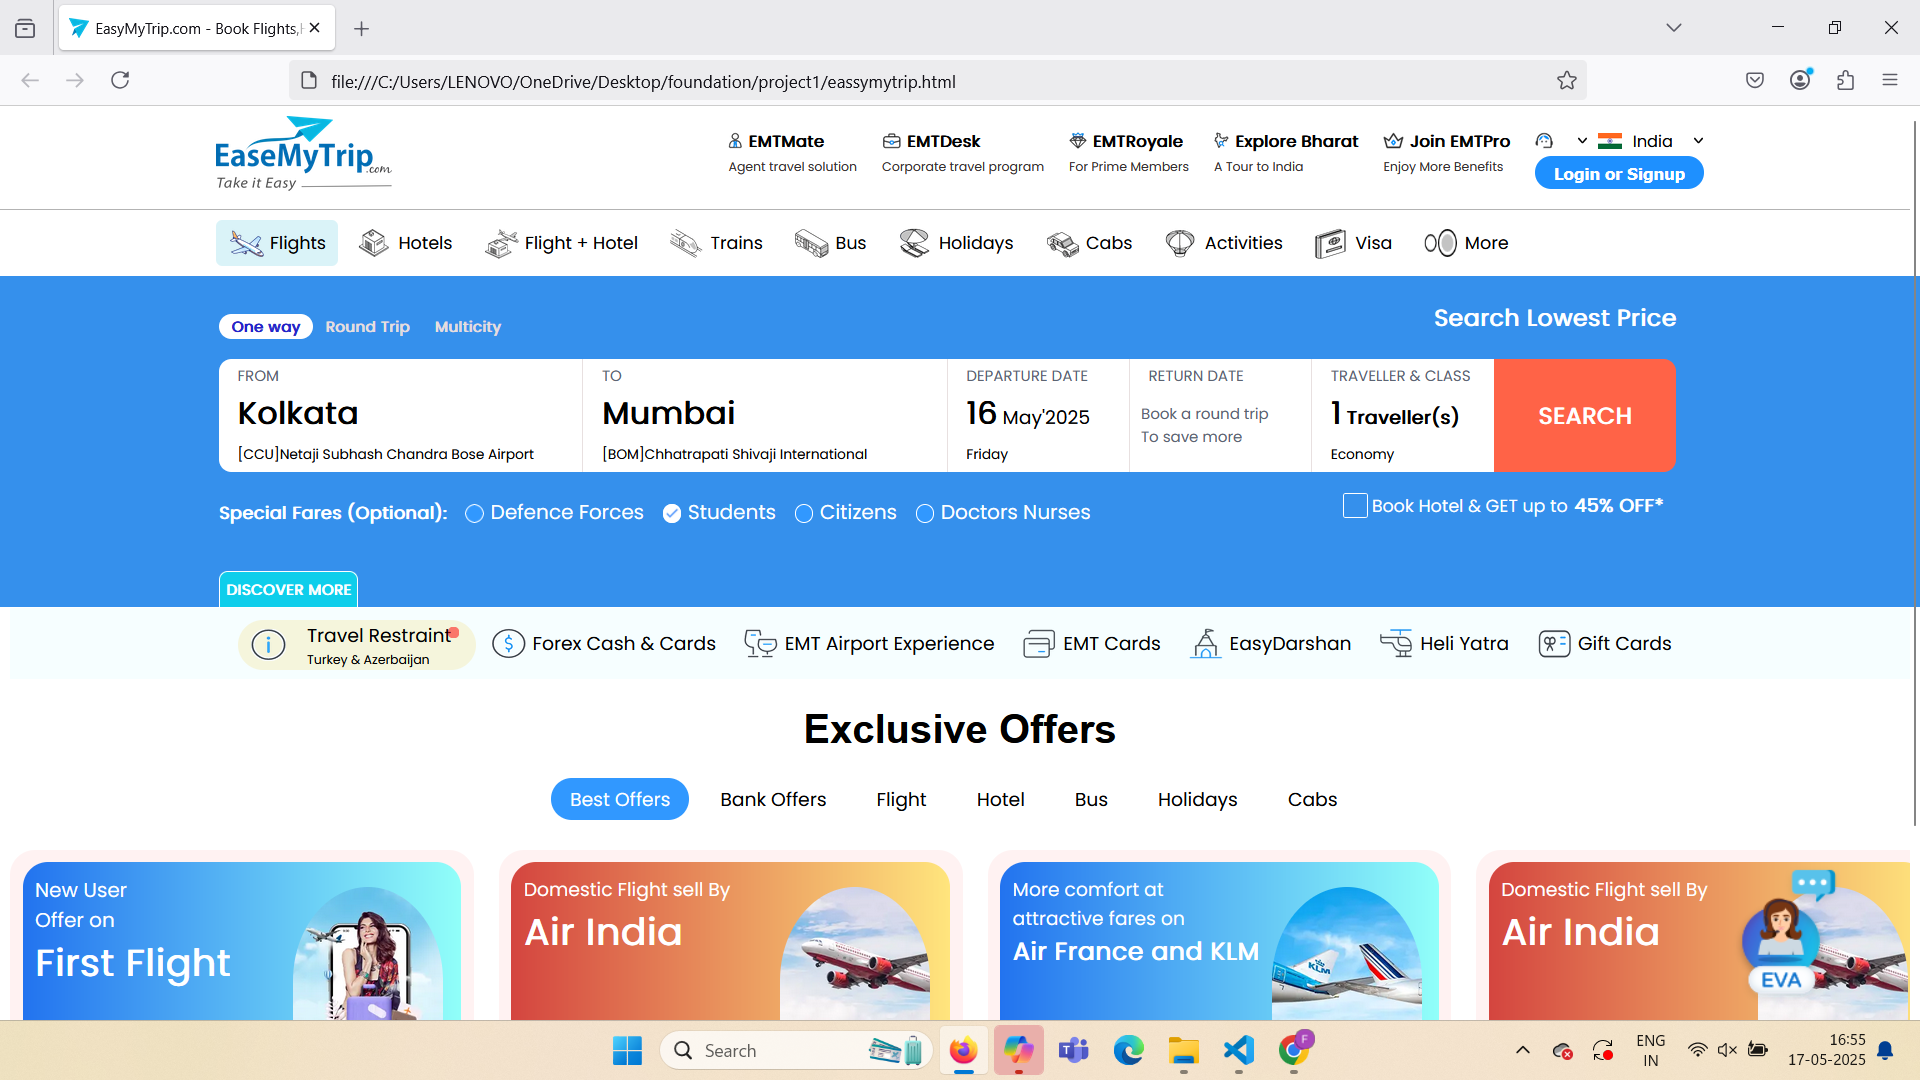 EasyMyTrip.com - Book Flights,H
file:///C:/Users/LENOVO/OneDrive/Desktop/foundation/project1/eassymytrip.html
EaseMyTrip.com
Take it Easy
EMTMate
Agent travel solution
EMTDesk
Corporate travel program
EMTRoyale
For Prime Members
Explore Bharat
A Tour to India
Join EMTPro
Enjoy More Benefits
India
Login or Signup
Flights
Hotels
Flight + Hotel
Trains
Bus
Holidays
Cabs
Activities
Visa
More
One way
Round Trip
Multicity
Search Lowest Price
FROM
Kolkata
[CCU]Netaji Subhash Chandra Bose Airport
TO
Mumbai
[BOM]Chhatrapati Shivaji International
DEPARTURE DATE
16 May'2025
Friday
RETURN DATE
Book a round trip
To save more
TRAVELLER & CLASS
1 Traveller(s)
Economy
SEARCH
Special Fares (Optional):
Defence Forces
Students
Citizens
Doctors Nurses
Book Hotel & GET up to 45% OFF*
DISCOVER MORE
Travel Restraint
Turkey & Azerbaijan
Forex Cash & Cards
EMT Airport Experience
EMT Cards
EasyDarshan
Heli Yatra
Gift Cards
Exclusive Offers
Best Offers
Bank Offers
Flight
Hotel
Bus
Holidays
Cabs
New User
Offer on
First Flight
Domestic Flight sell By
Air India
More comfort at
attractive fares on
Air France and KLM
KLM
Domestic Flight sell By
Air India
EVA
Search
F
ENG
IN
16:55
17-05-2025